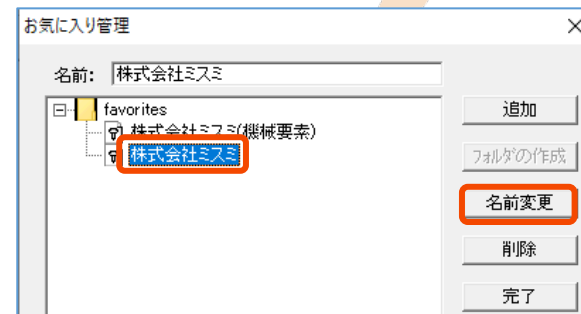 お気に入り管理
名前: 株式会社ミスミ
favorites
株式会社ミスミ(機械要素)
株式会社ミスミ
追加
フォルダの作成
名前変更
削除
完了